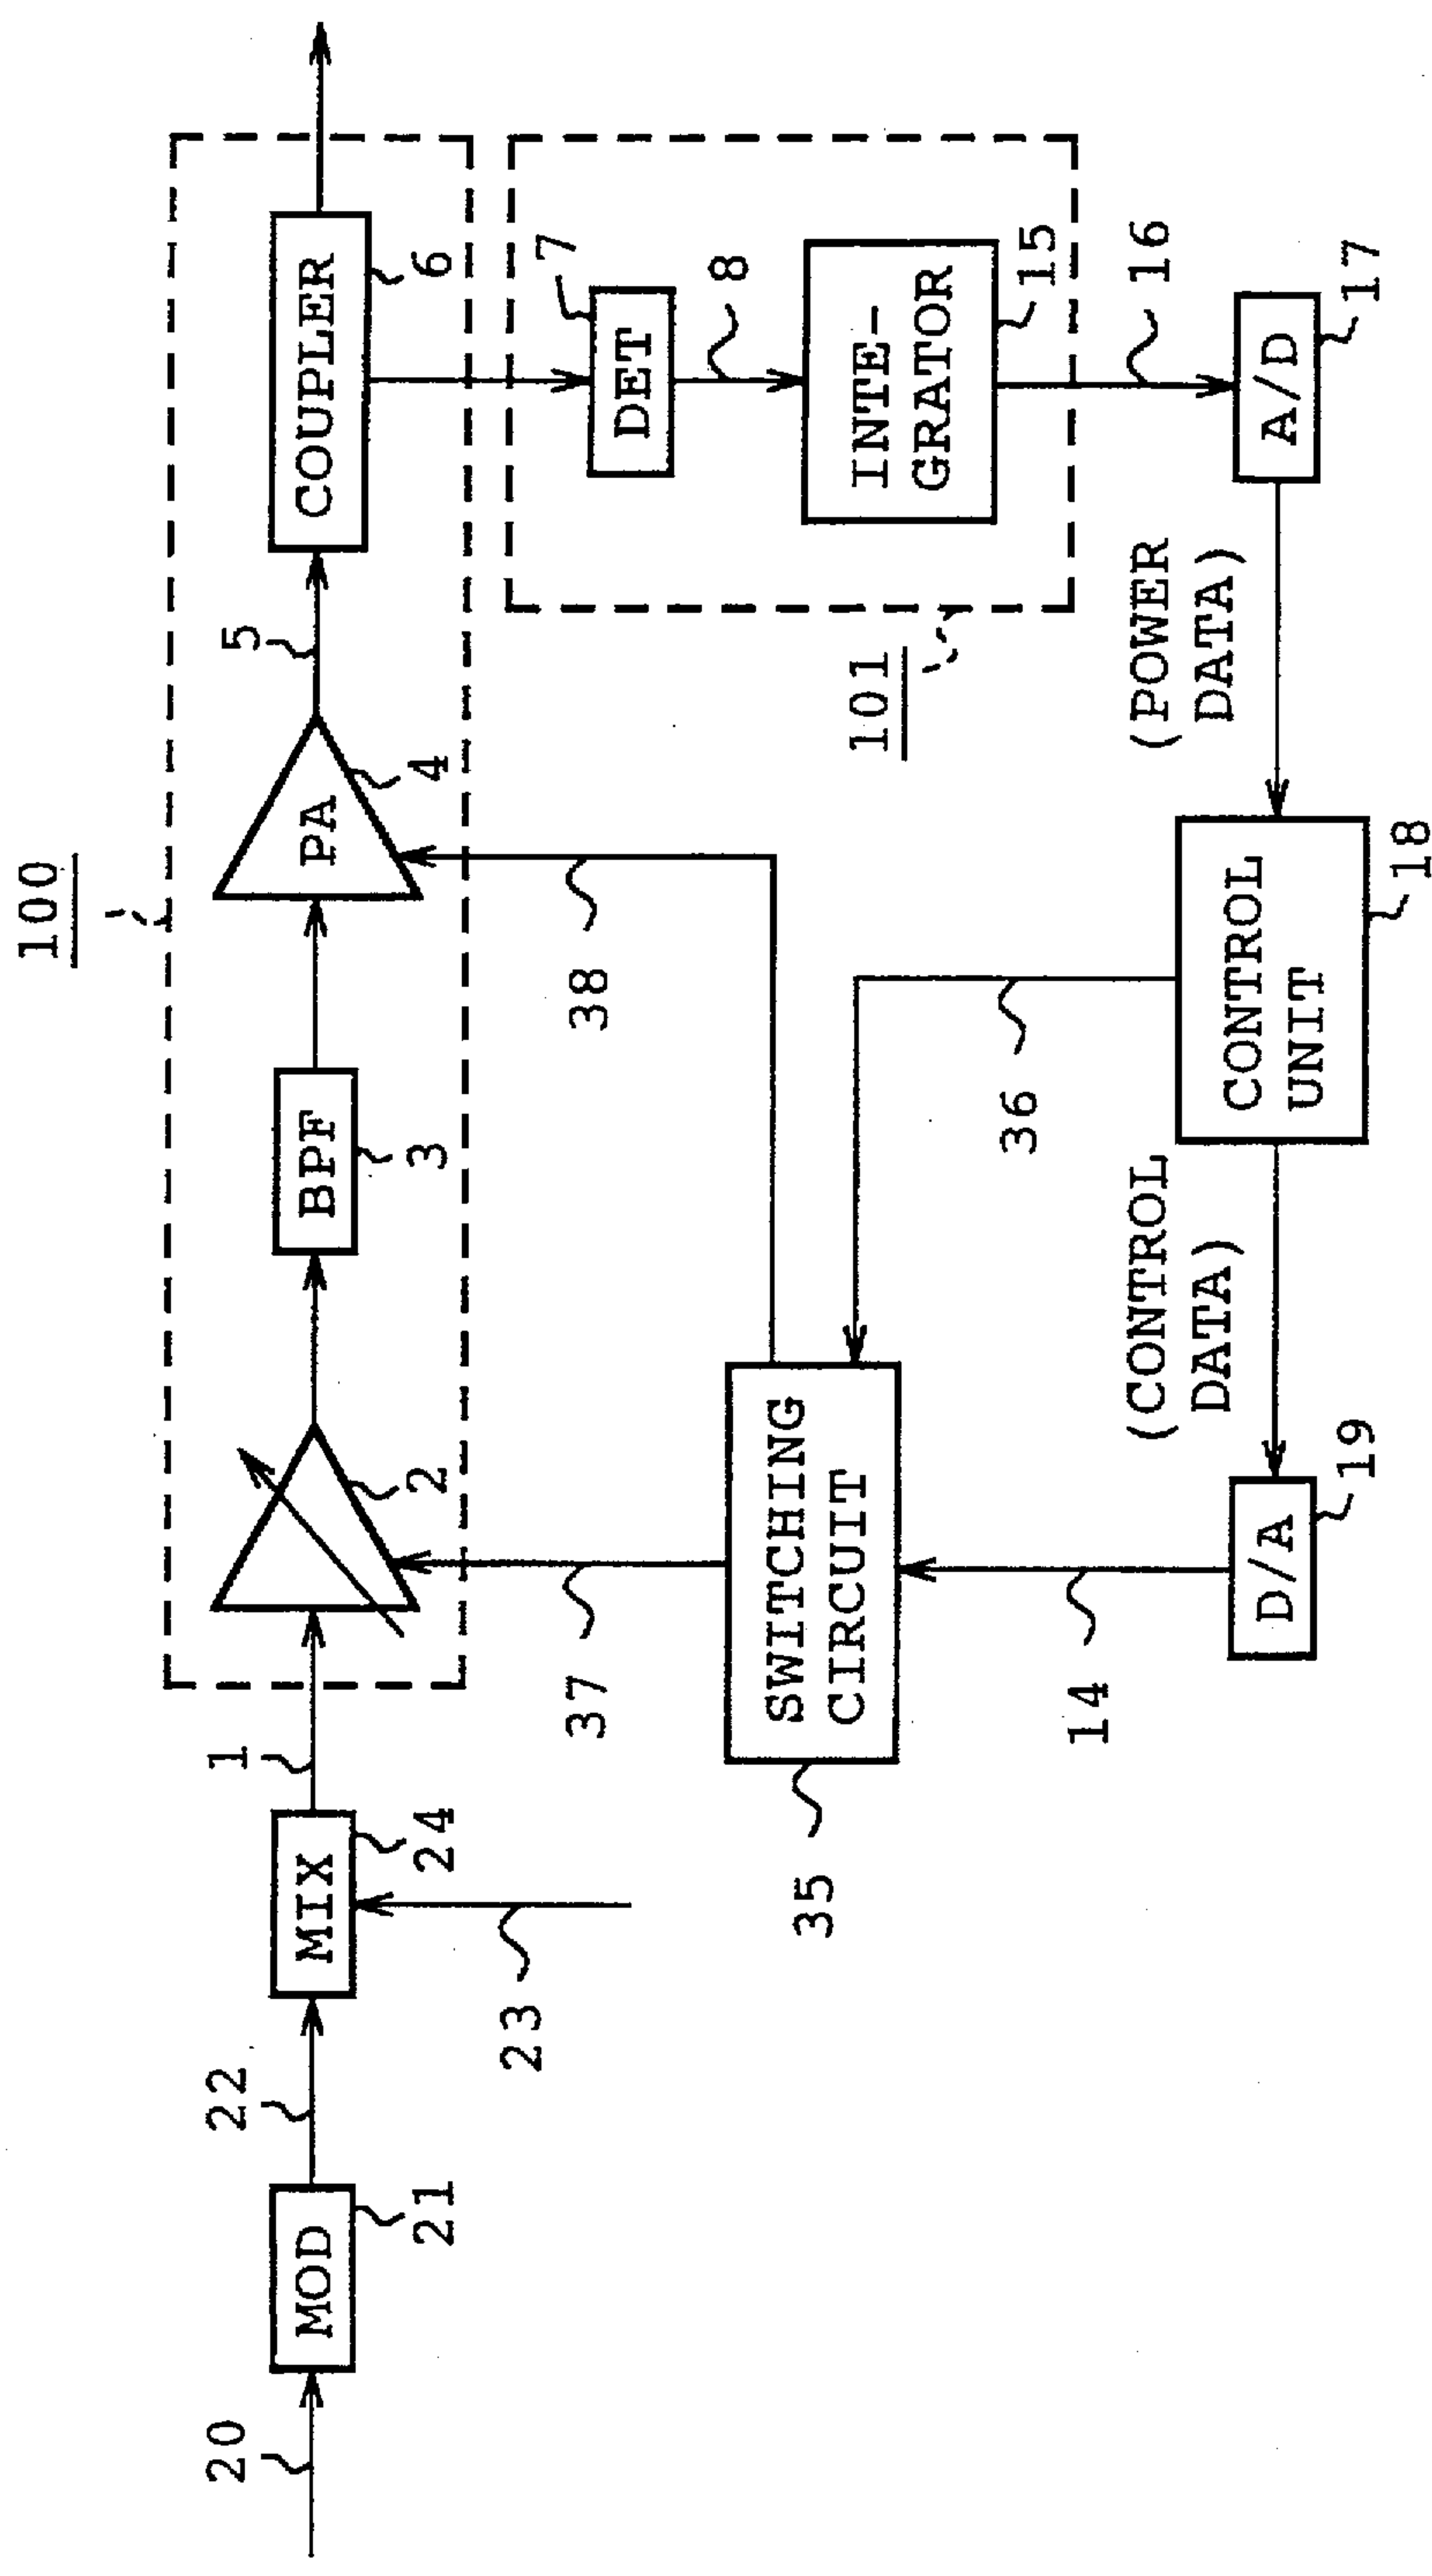 100
20
MOD
21
22
MIX
24
23
1
2
BPF
3
PA
4
5
COUPLER
6
37
38
101
7
DET
8
INTE-
GRATOR
15
16
SWITCHING
CIRCUIT
35
36
14
D/A
19
(CONTROL
DATA)
CONTROL
UNIT
18
(POWER
DATA)
A/D
17